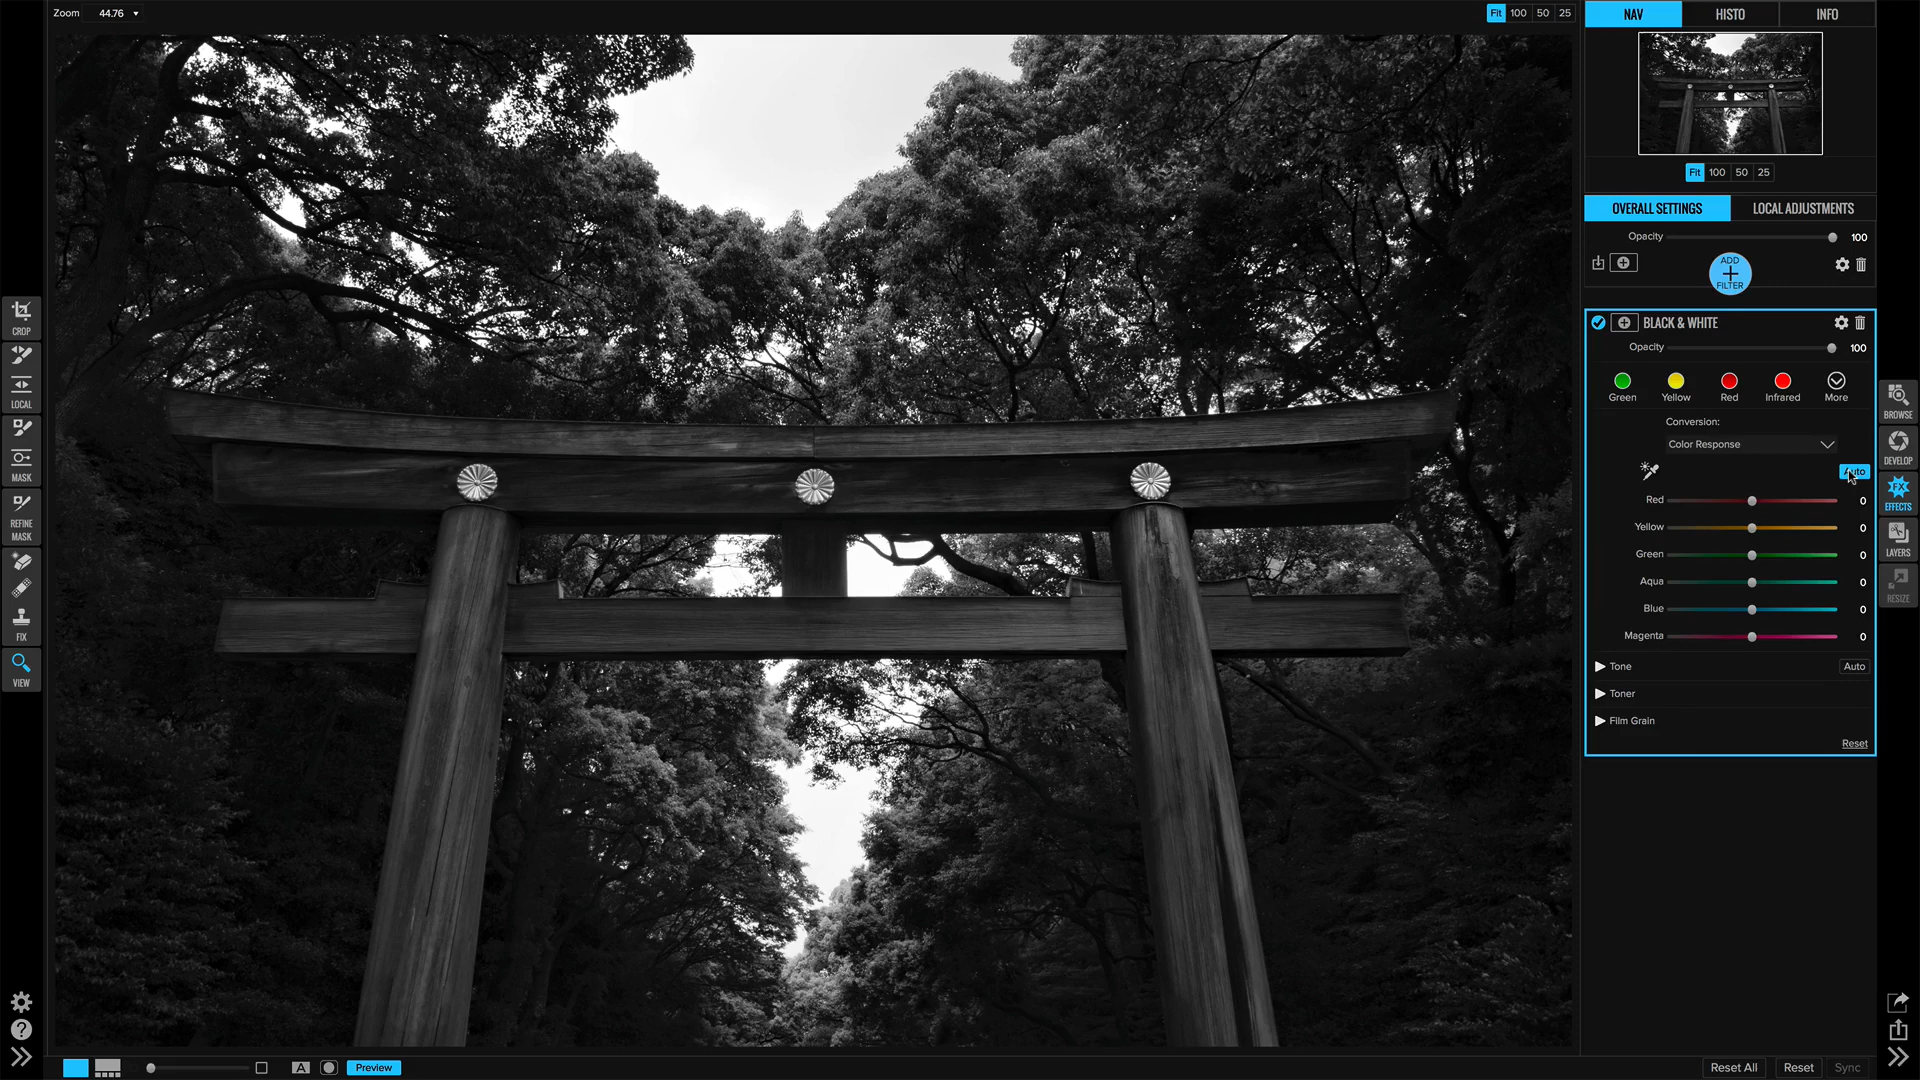 Zoom 44.76
Fit 100 50 25
NAV HISTO INFO
Fit 100 50 25
OVERALL SETTINGS LOCAL ADJUSTMENTS
Opacity 100
ADD
FILTER
BLACK & WHITE
Opacity 100
Green Yellow Red Infrared More
Conversion:
Color Response
Auto
Red 0
Yellow 0
Green 0
Aqua 0
Blue 0
Magenta 0
Tone Auto
Toner
Film Grain
Reset
CROP
LOCAL
MASK
REFINE
MASK
FIX
VIEW
BROWSE
DEVELOP
FX
EFFECTS
LAYERS
RESIZE
?
A Preview
Reset All Reset Sync